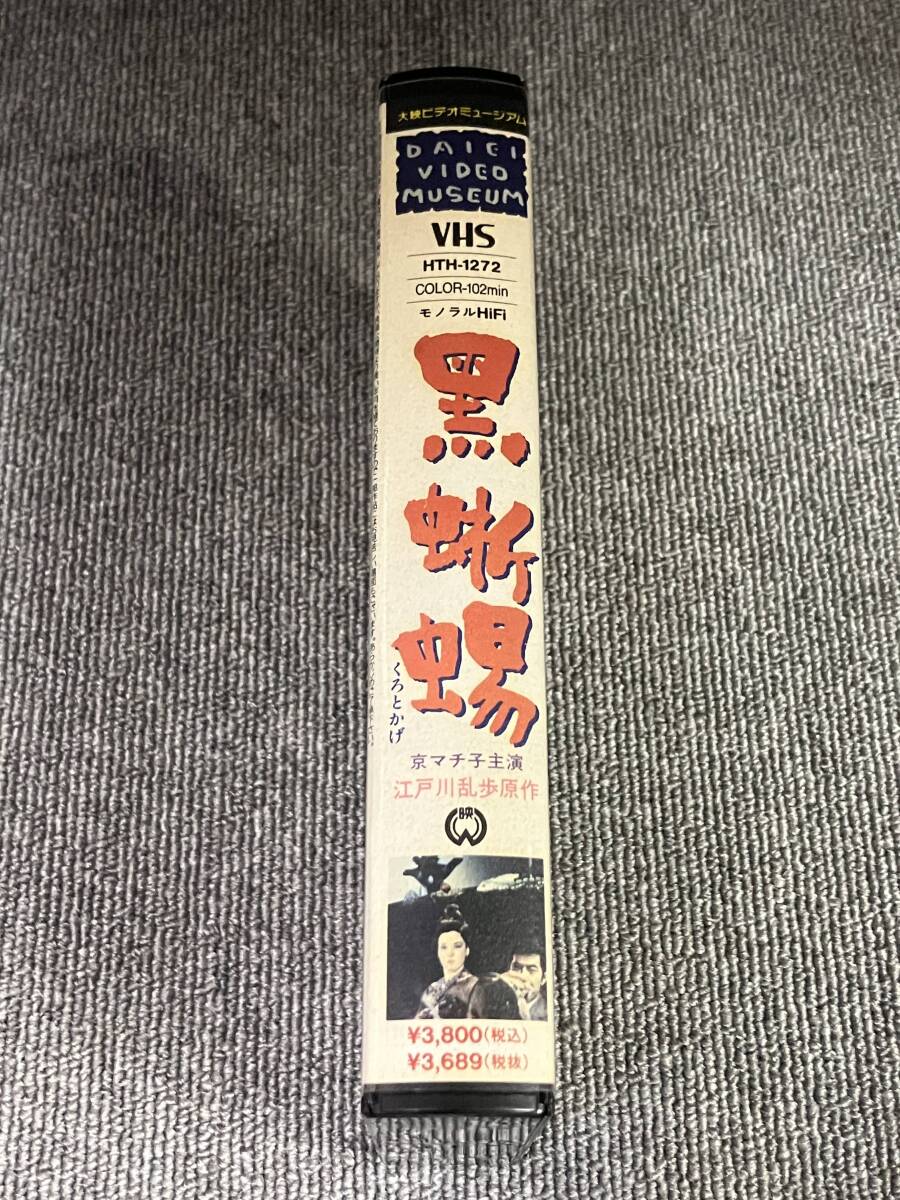 大映ビデオミュージアム
DAIEI
VIDEO
MUSEUM
VHS
HTH-1272
COLOR-102min
モノラルHiFi
黒蜥蜴
くろとかげ
京マチ子主演
江戸川乱歩原作
映
¥3,800(税込)
¥3,689(税抜)